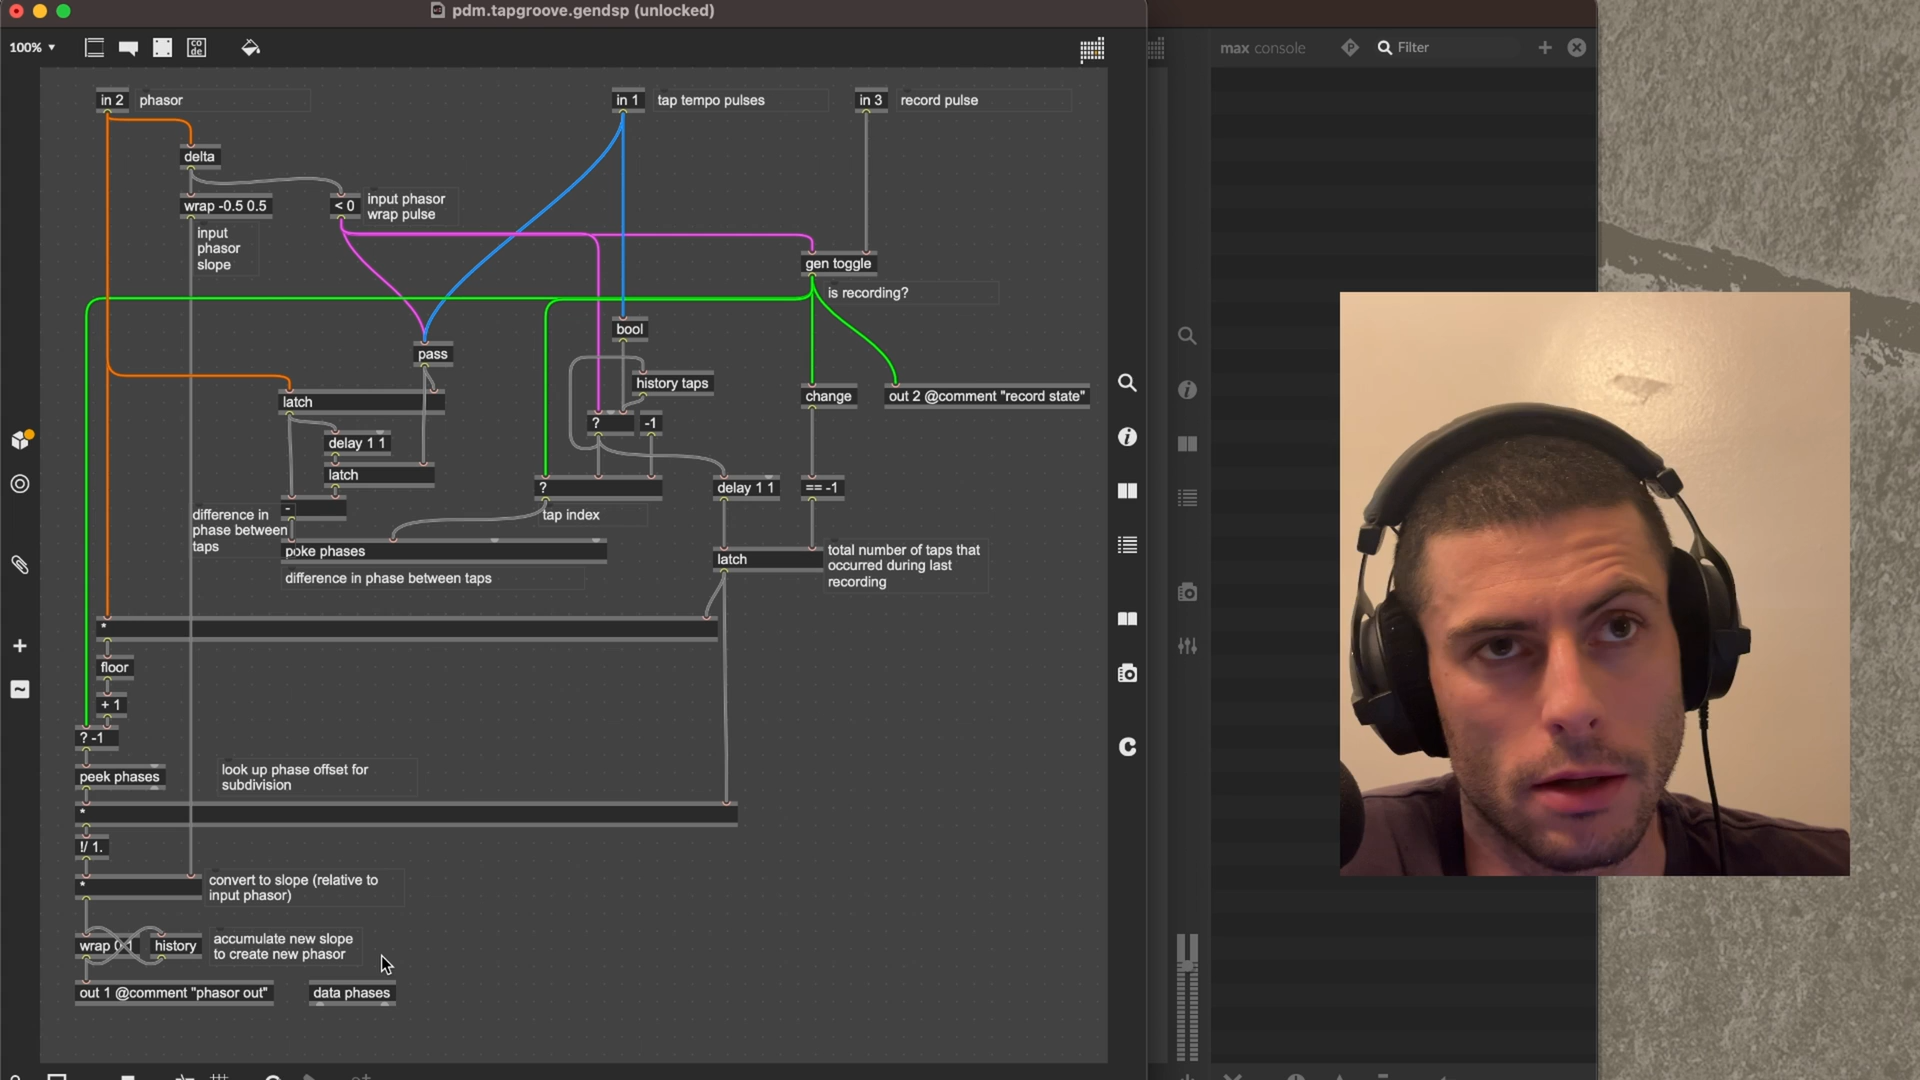 pdm.tapgroove.gendsp (unlocked)
100%
co
de
max console
Filter
in 2
phasor
in 1
tap tempo pulses
in 3
record pulse
delta
wrap -0.5 0.5
< 0
input phasor
wrap pulse
input
phasor
slope
gen toggle
is recording?
bool
pass
history taps
latch
change
out 2 @comment "record state"
?
-1
delay 1 1
latch
?
delay 1 1
== -1
difference in
phase between
taps
-
tap index
poke phases
difference in phase between taps
latch
total number of taps that
occurred during last
recording
*
floor
+ 1
? -1
peek phases
look up phase offset for
subdivision
*
!/ 1.
*
convert to slope (relative to
input phasor)
wrap 0 1
history
accumulate new slope
to create new phasor
out 1 @comment "phasor out"
data phases